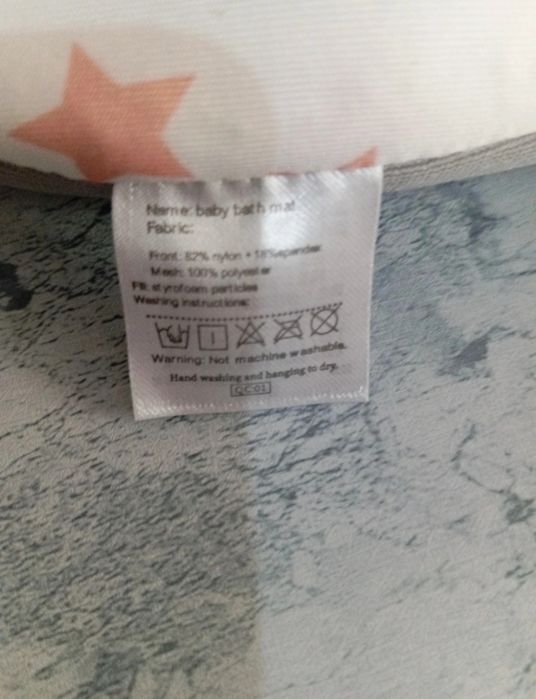 Name: baby bath mat
Fabric:
Front: 82% nylon + 18%spandex
Mesh: 100% polyester
Fill: styrofoam particles
Washing instructions:
Warning: Not machine washable.
Hand washing and hanging to dry.
QC:01